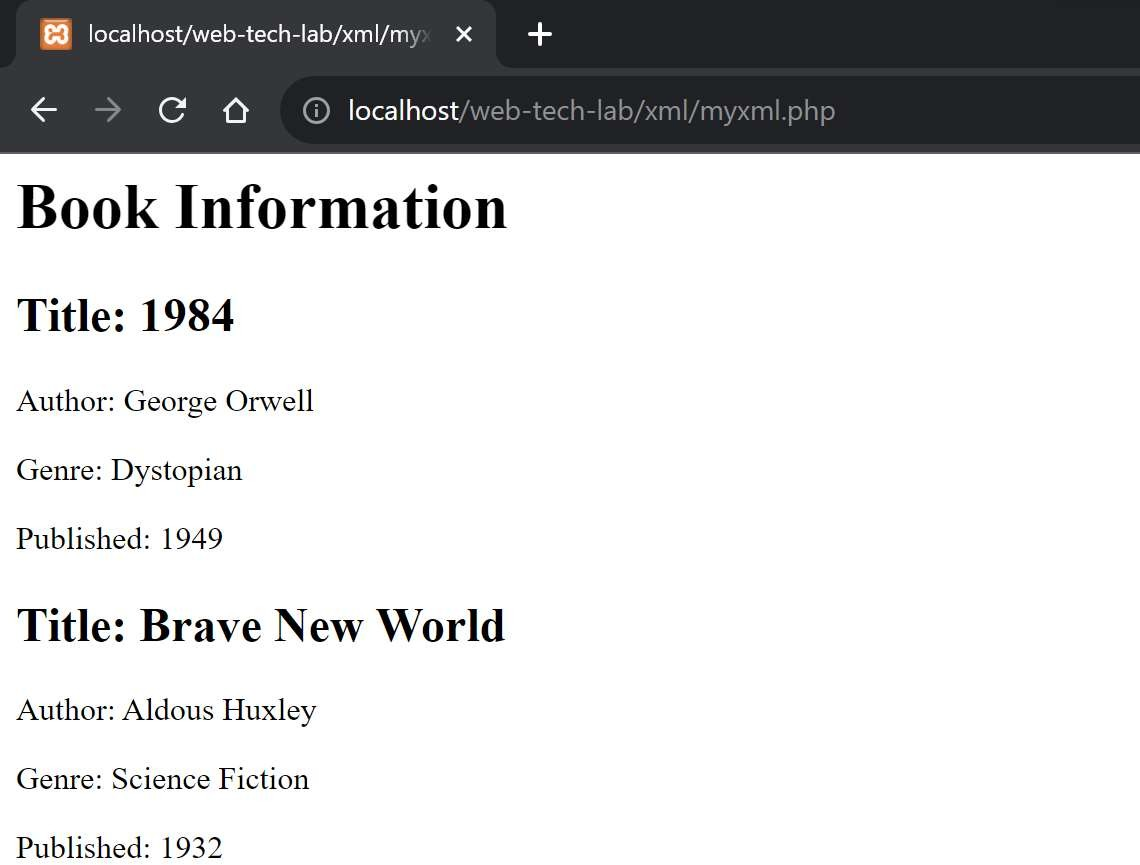 localhost/web-tech-lab/xml/myx
localhost/web-tech-lab/xml/myxml.php
Book Information
Title: 1984
Author: George Orwell
Genre: Dystopian
Published: 1949
Title: Brave New World
Author: Aldous Huxley
Genre: Science Fiction
Published: 1932